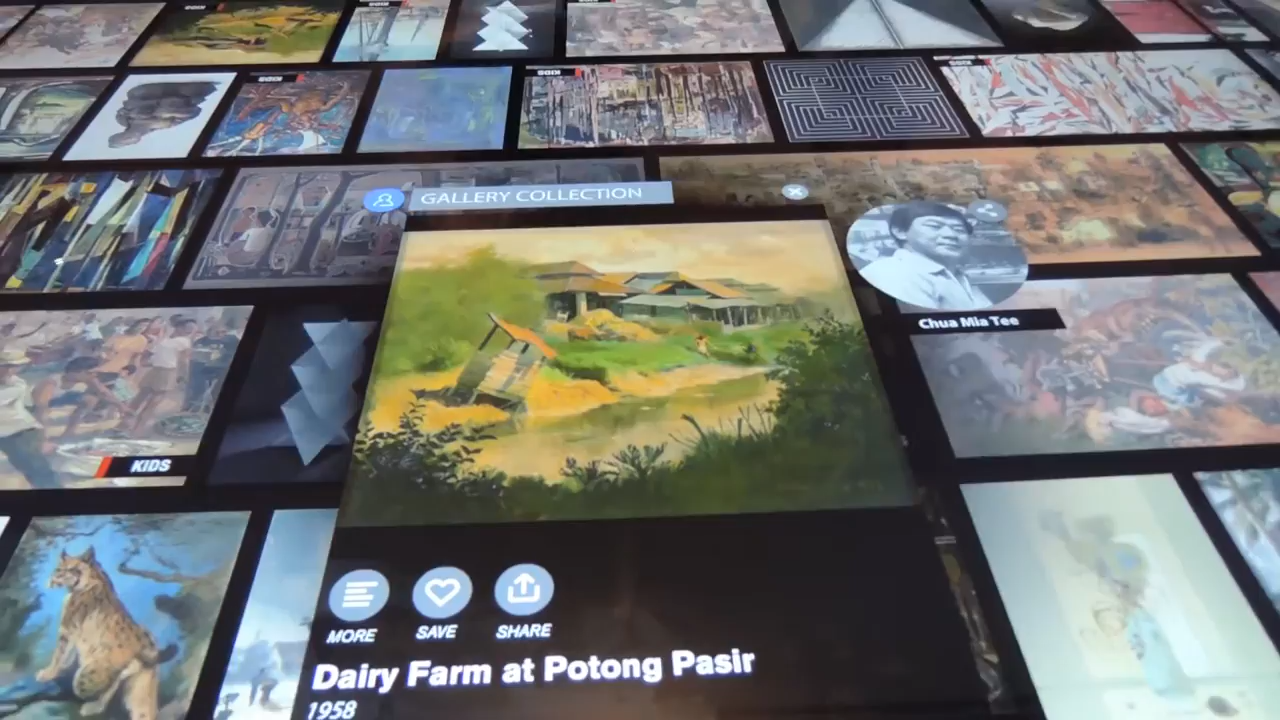 GALLERY COLLECTION
Chua Mia Tee
KIDS
MORE
SAVE
SHARE
Dairy Farm at Potong Pasir
1958